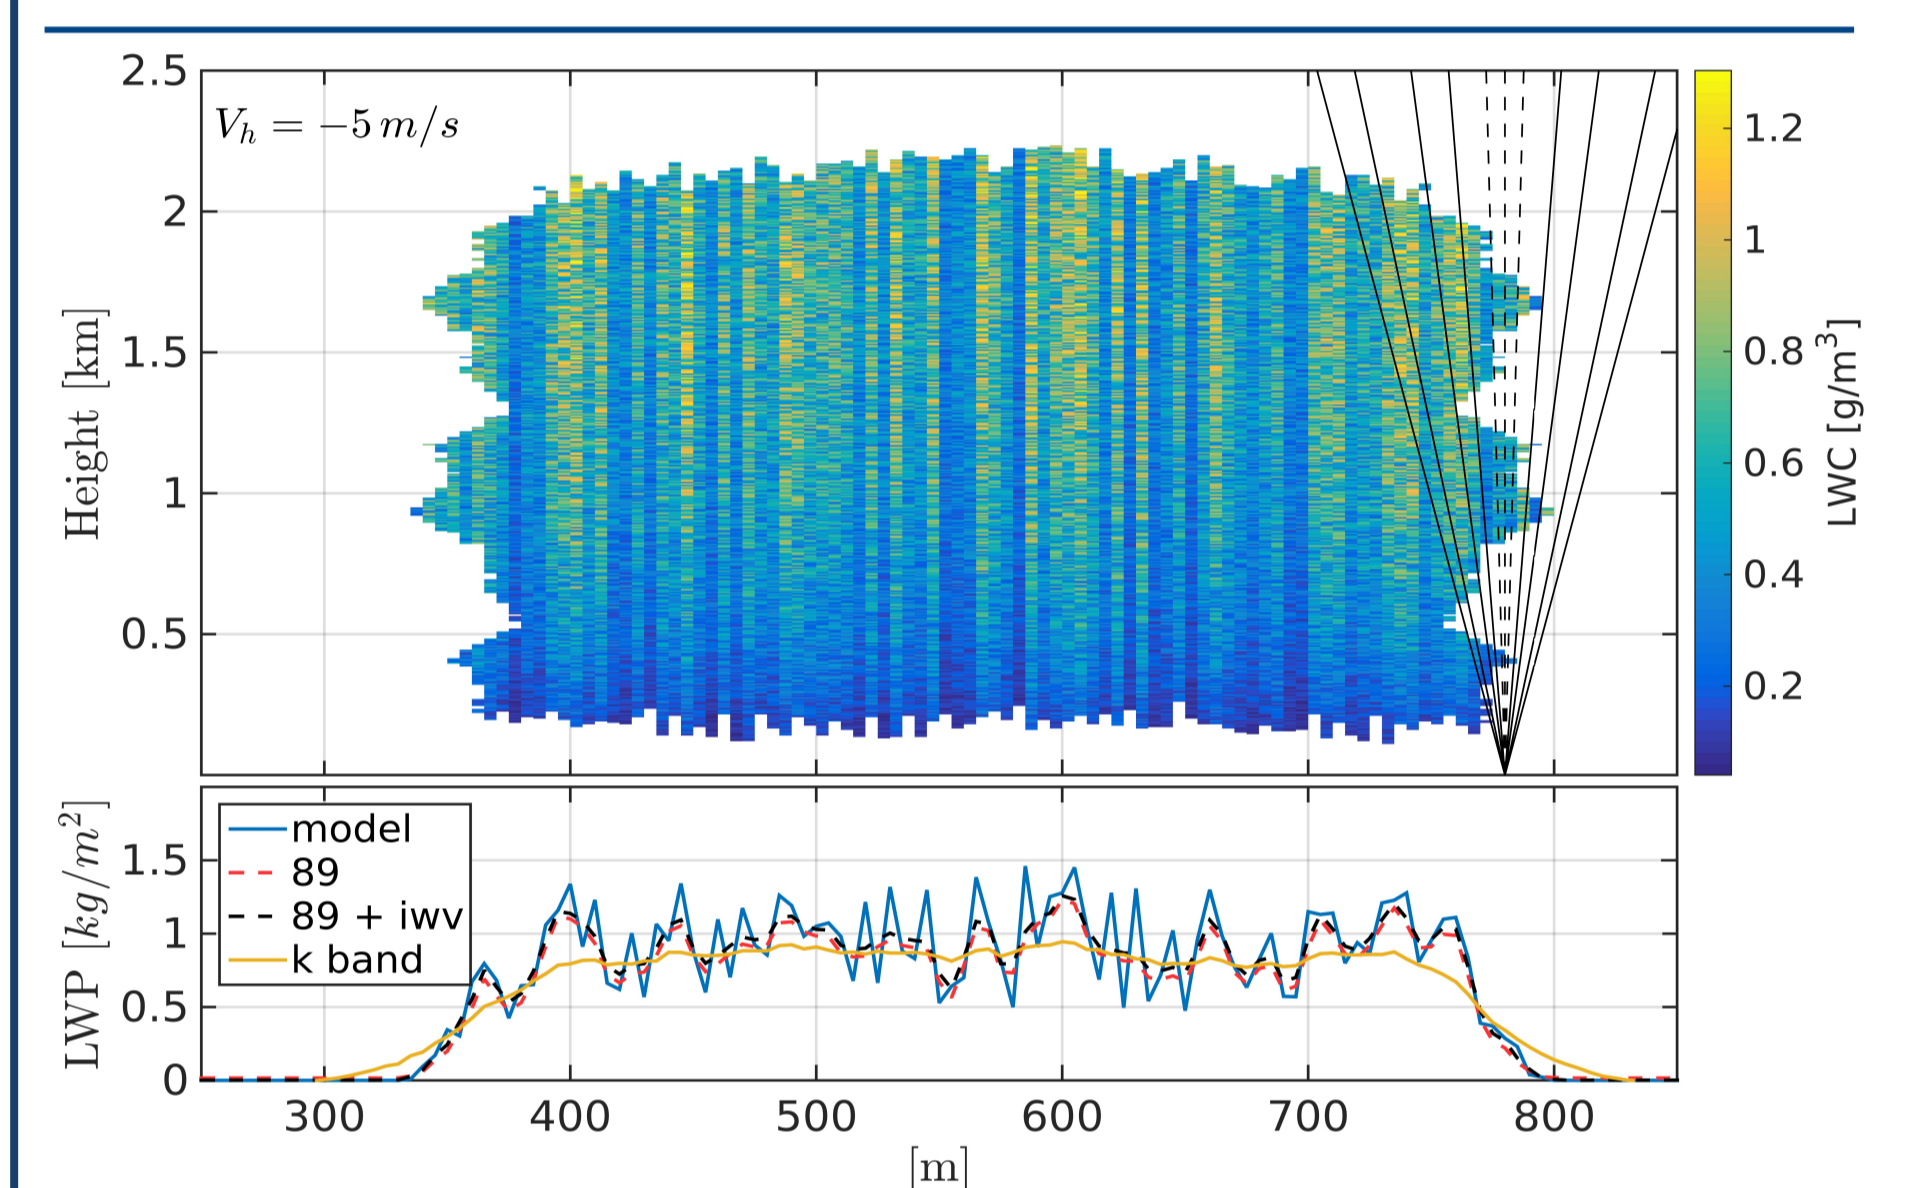 2.5
2
1.5
1
0.5
Height [km]
V_h = −5 m/s
1.2
1
0.8
0.6
0.4
0.2
LWC [g/m³]
model
89
89 + iwv
k band
1.5
1
0.5
0
LWP [kg/m²]
300 400 500 600 700 800
[m]